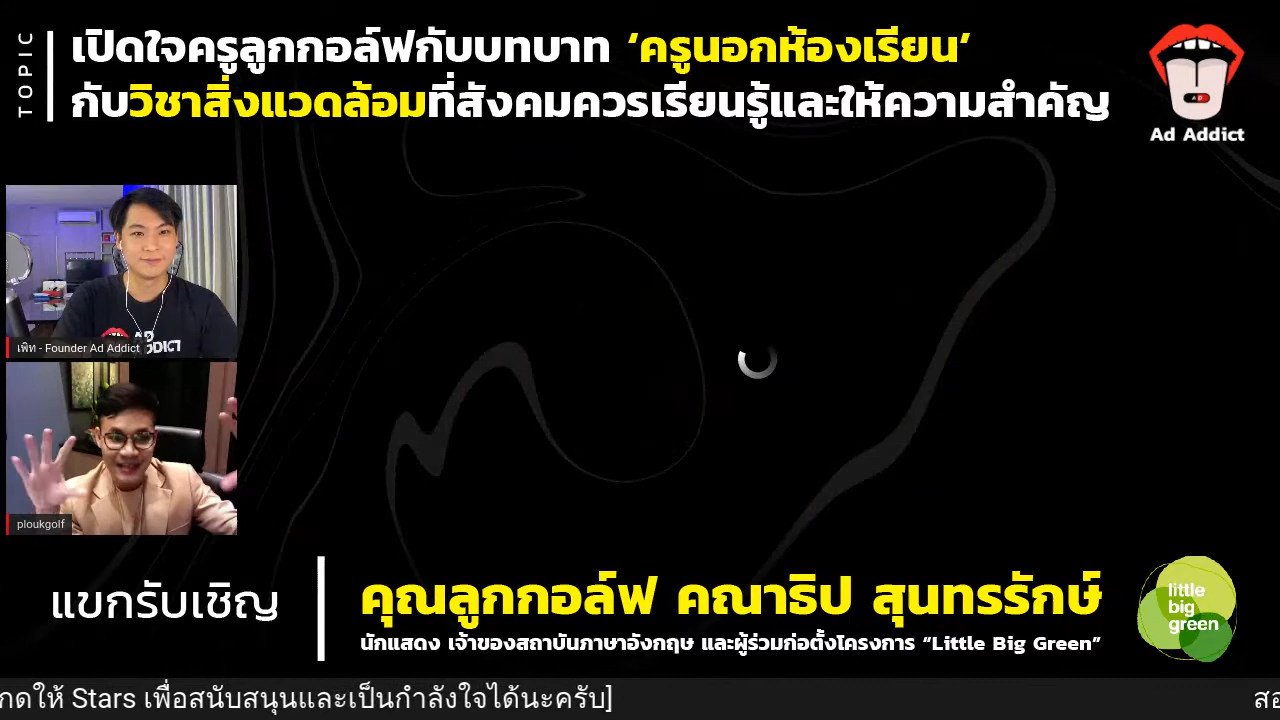 TOPIC
เปิดใจครูลูกกอล์ฟกับบทบาท ‘ครูนอกห้องเรียน’
กับวิชาสิ่งแวดล้อมที่สังคมควรเรียนรู้และให้ความสำคัญ
Ad Addict
เพิท - Founder Ad Addict
ploukgolf
แขกรับเชิญ
คุณลูกกอล์ฟ คณาธิป สุนทรรักษ์
นักแสดง เจ้าของสถาบันภาษาอังกฤษ และผู้ร่วมก่อตั้งโครงการ “Little Big Green”
little
big
green
กดให้ Stars เพื่อสนับสนุนและเป็นกำลังใจได้นะครับ]